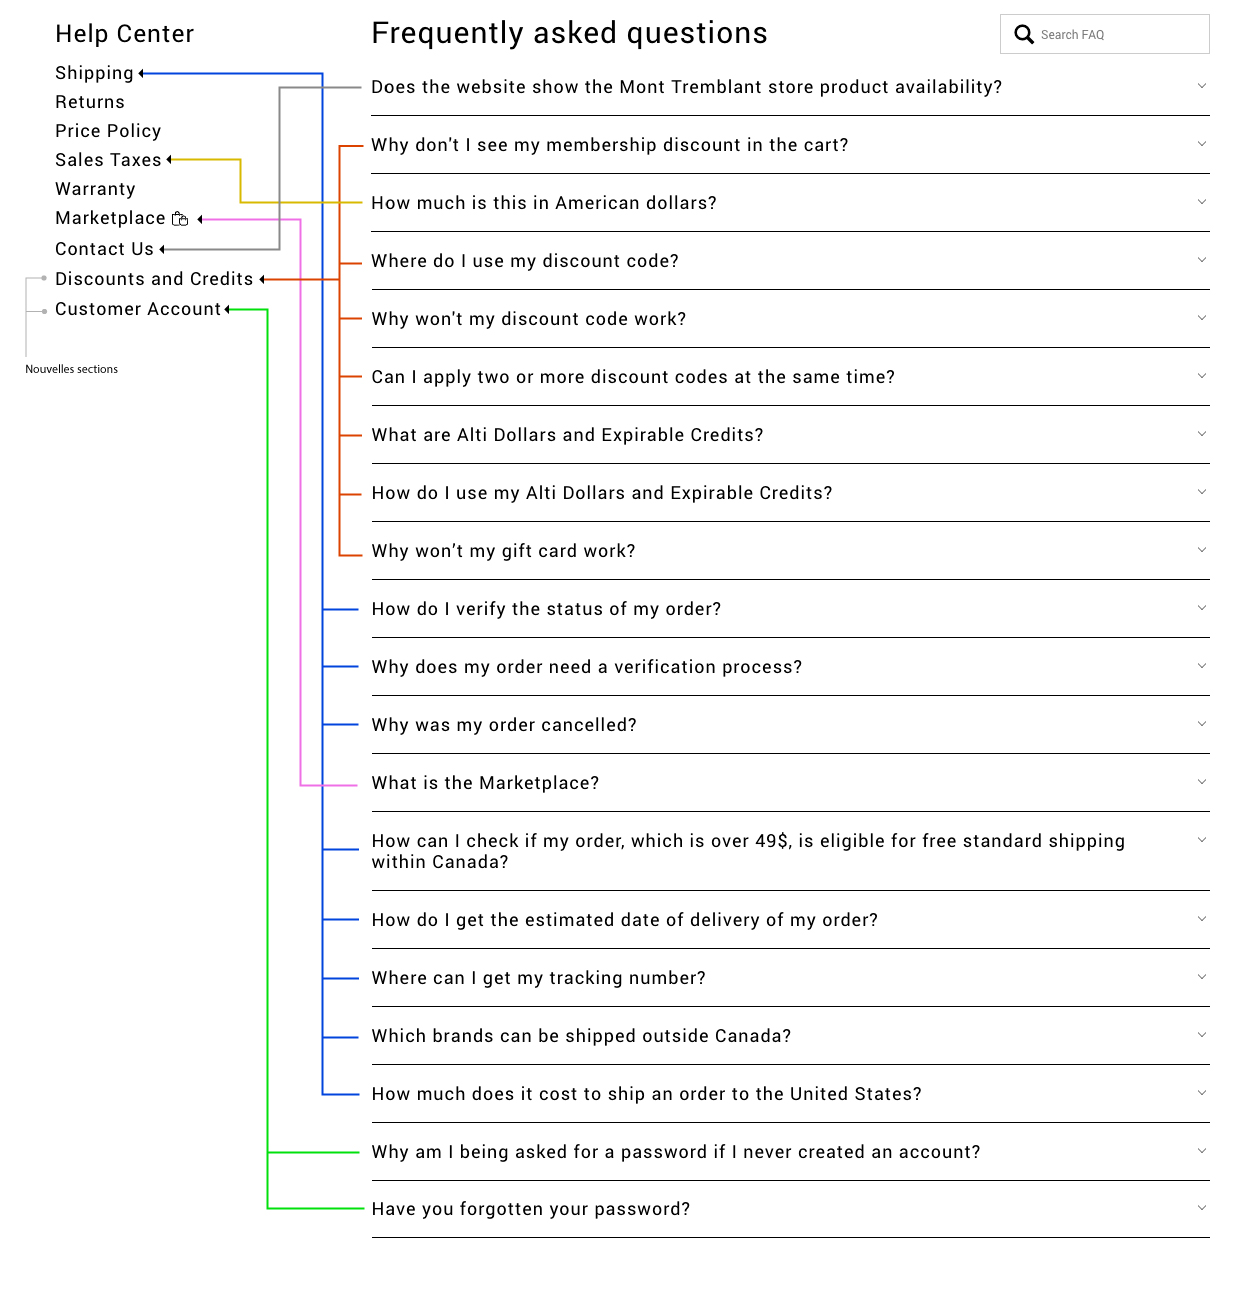 Help Center
Shipping
Returns
Price Policy
Sales Taxes
Warranty
Marketplace
Contact Us
Discounts and Credits
Customer Account
Nouvelles sections
Frequently asked questions
Search FAQ
Does the website show the Mont Tremblant store product availability?
Why don't I see my membership discount in the cart?
How much is this in American dollars?
Where do I use my discount code?
Why won't my discount code work?
Can I apply two or more discount codes at the same time?
What are Alti Dollars and Expirable Credits?
How do I use my Alti Dollars and Expirable Credits?
Why won’t my gift card work?
How do I verify the status of my order?
Why does my order need a verification process?
Why was my order cancelled?
What is the Marketplace?
How can I check if my order, which is over 49$, is eligible for free standard shipping
within Canada?
How do I get the estimated date of delivery of my order?
Where can I get my tracking number?
Which brands can be shipped outside Canada?
How much does it cost to ship an order to the United States?
Why am I being asked for a password if I never created an account?
Have you forgotten your password?